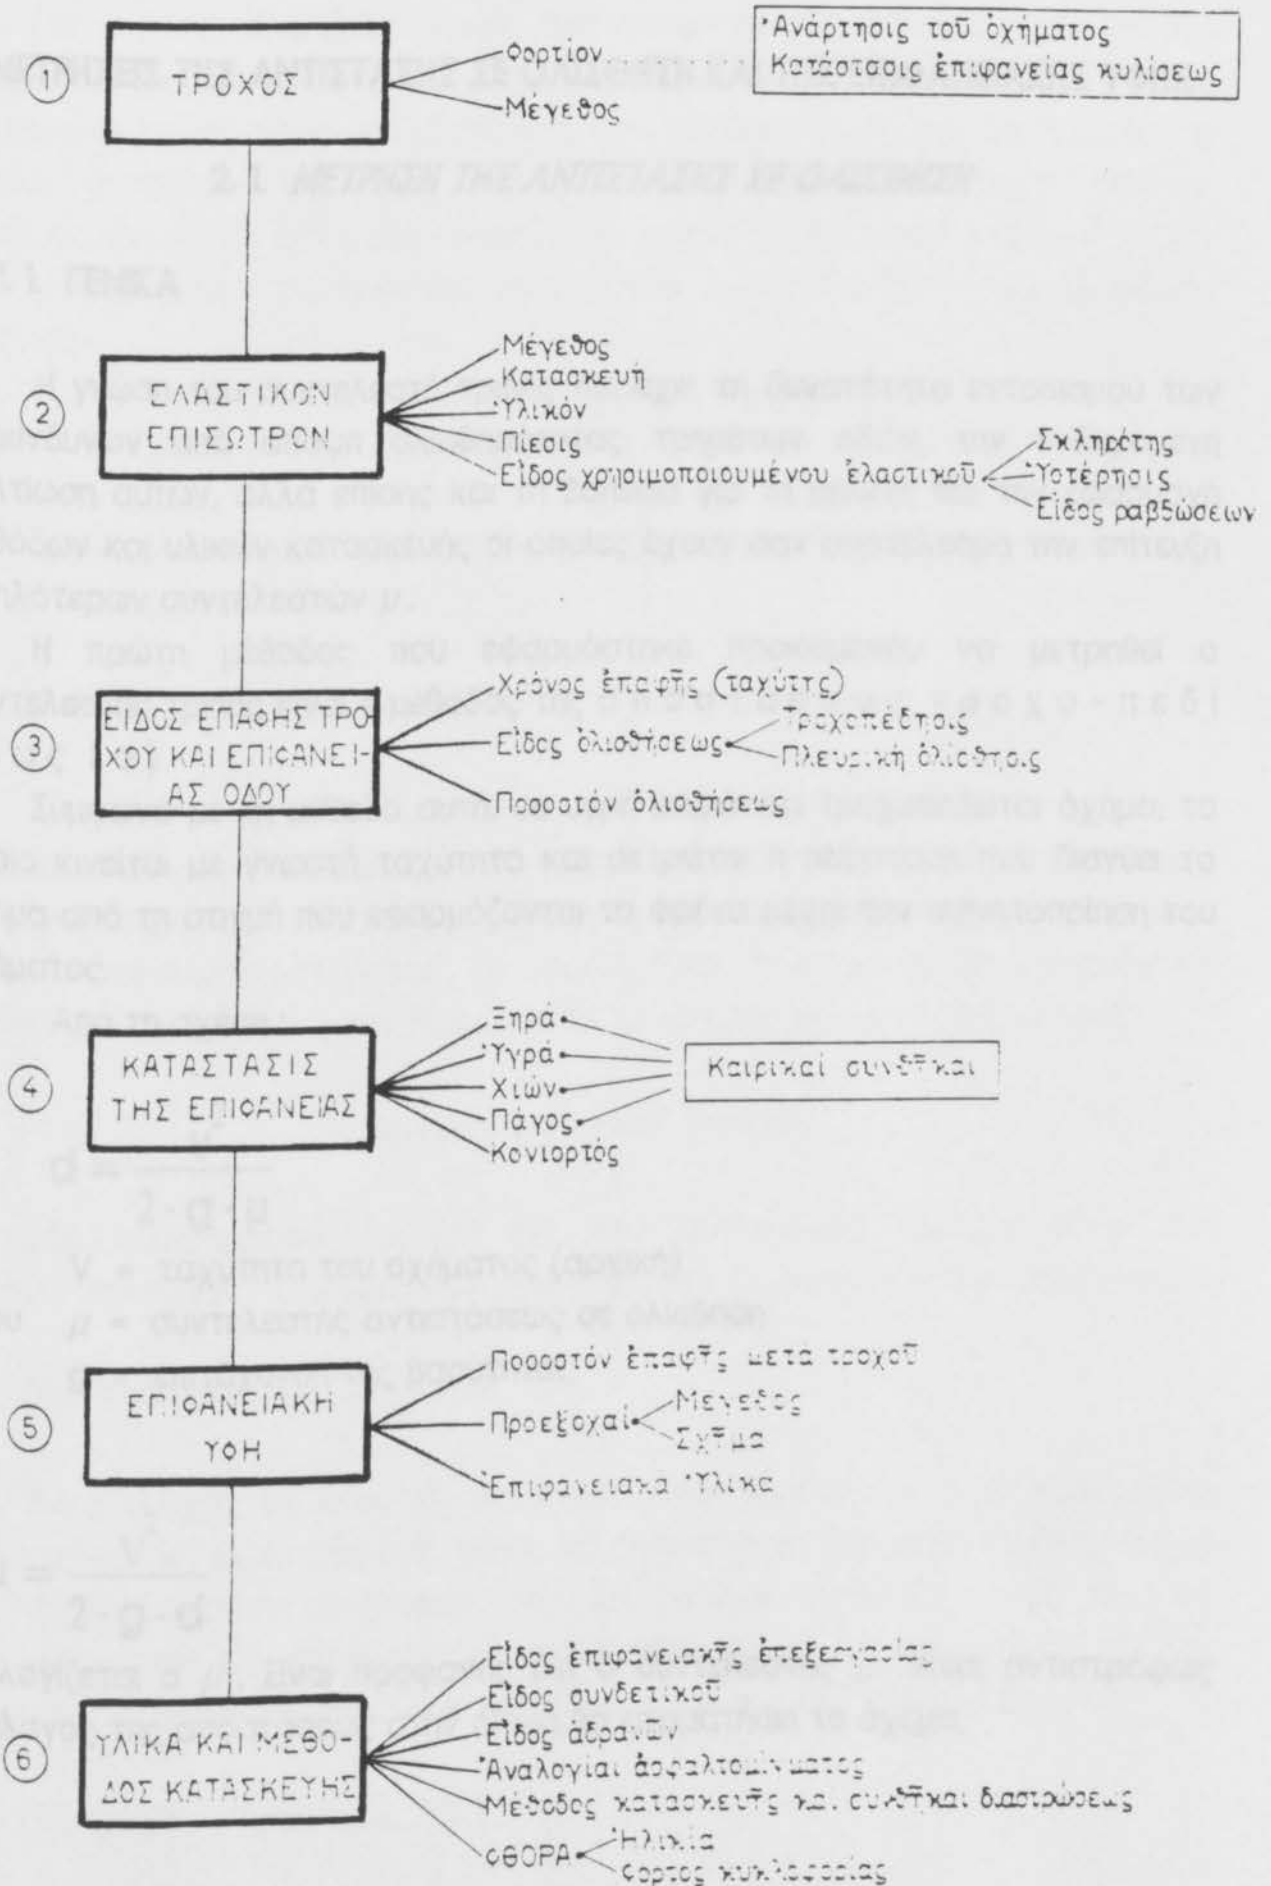 Ἀνάρτησις τοῦ ὀχήματος
Κατάστασις ἐπιφανείας κυλίσεως
1
ΤΡΟΧΟΣ
Φορτίον
Μέγεθος
2
ΕΛΑΣΤΙΚΟΝ
ΕΠΙΣΩΤΡΟΝ
Μέγεθος
Κατασκευή
Ὑλικόν
Πίεσις
Εἶδος χρησιμοποιουμένου ἐλαστικοῦ
Σκληρότης
Ὑστέρησις
Εἶδος ραβδώσεων
3
ΕΙΔΟΣ ΕΠΑΦΗΣ ΤΡΟ-
ΧΟΥ ΚΑΙ ΕΠΙΦΑΝΕΙ-
ΑΣ ΟΔΟΥ
Χρόνος ἐπαφῆς (ταχύτης)
Εἶδος ὀλισθήσεως
Τροχοπέδησις
Πλευρική ὀλίσθησις
Ποσοστόν ὀλισθήσεως
4
ΚΑΤΑΣΤΑΣΙΣ
ΤΗΣ ΕΠΙΦΑΝΕΙΑΣ
Ξηρά
Ὑγρά
Χιών
Πάγος
Κονιορτός
Καιρικαί συνθῆκαι
5
ΕΠΙΦΑΝΕΙΑΚΗ
ΥΦΗ
Ποσοστόν ἐπαφῆς μετά τροχοῦ
Προεξοχαί
Μέγεθος
Σχῆμα
Ἐπιφανειακά Ὑλικά
6
ΥΛΙΚΑ ΚΑΙ ΜΕΘΟ-
ΔΟΣ ΚΑΤΑΣΚΕΥΗΣ
Εἶδος ἐπιφανειακῆς ἐπεξεργασίας
Εἶδος συνδετικοῦ
Εἶδος ἀδρανῶν
Ἀναλογίαι ἀσφαλτομίγματος
Μέθοδος κατασκευῆς καί συνθῆκαι διαστρώσεως
ΦΘΟΡΑ
Ἡλικία
Φόρτος κυκλοφορίας